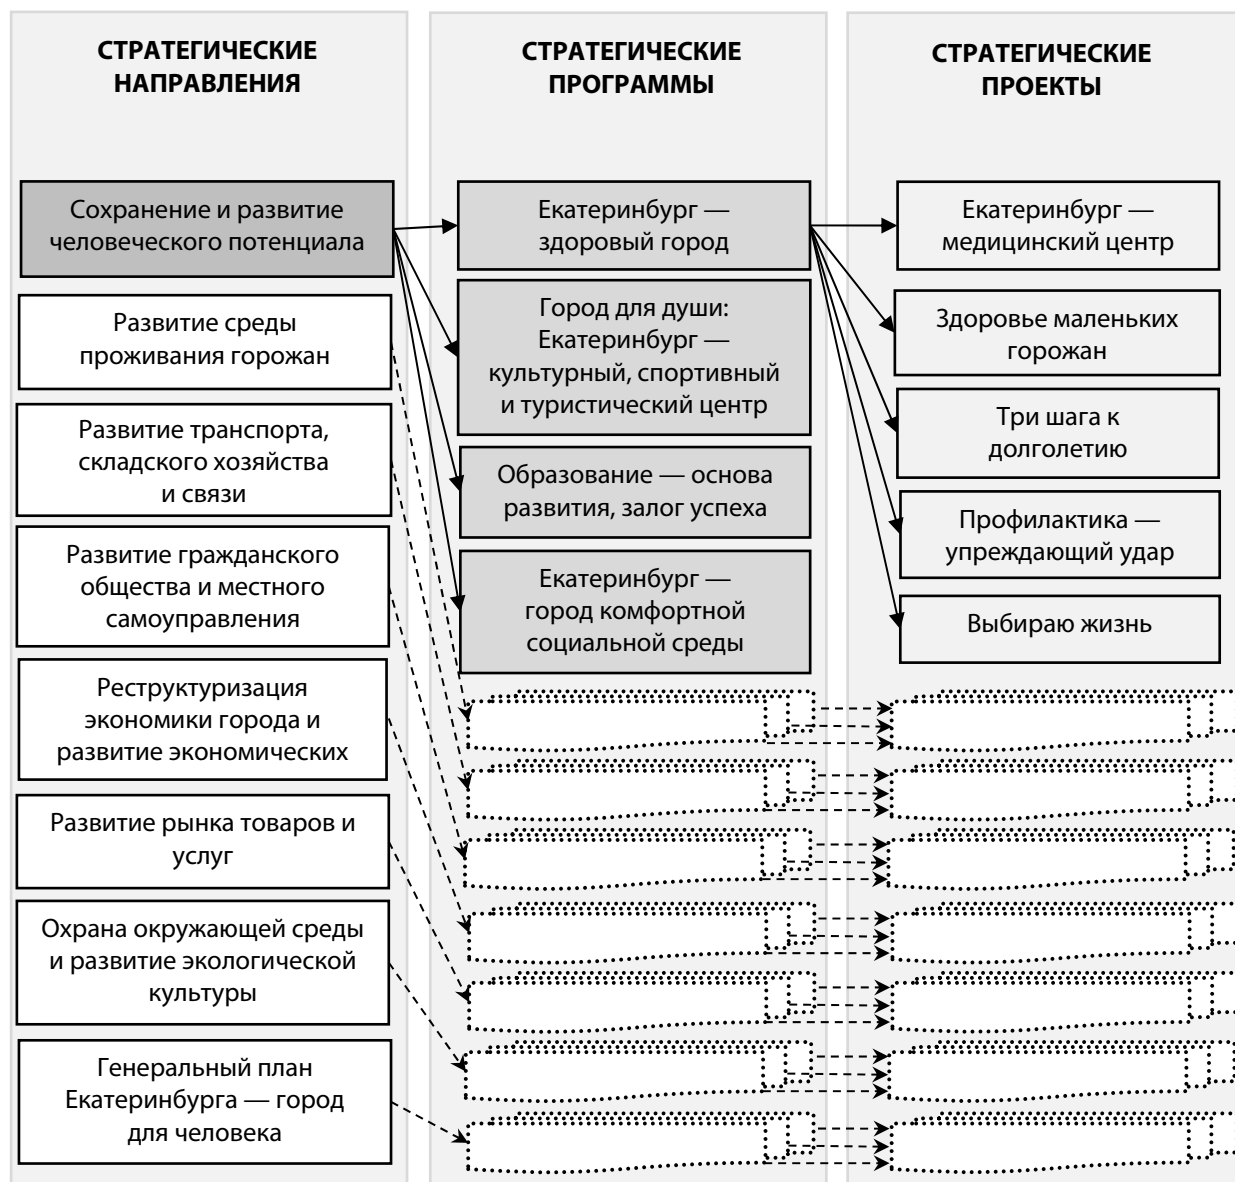 СТРАТЕГИЧЕСКИЕ
НАПРАВЛЕНИЯ
Сохранение и развитие
человеческого потенциала
Развитие среды
проживания горожан
Развитие транспорта,
складского хозяйства
и связи
Развитие гражданского
общества и местного
самоуправления
Реструктуризация
экономики города и
развитие экономических
Развитие рынка товаров и
услуг
Охрана окружающей среды
и развитие экологической
культуры
Генеральный план
Екатеринбурга — город
для человека
СТРАТЕГИЧЕСКИЕ
ПРОГРАММЫ
Екатеринбург —
здоровый город
Город для души:
Екатеринбург —
культурный, спортивный
и туристический центр
Образование — основа
развития, залог успеха
Екатеринбург —
город комфортной
социальной среды
СТРАТЕГИЧЕСКИЕ
ПРОЕКТЫ
Екатеринбург —
медицинский центр
Здоровье маленьких
горожан
Три шага к
долголетию
Профилактика —
упреждающий удар
Выбираю жизнь